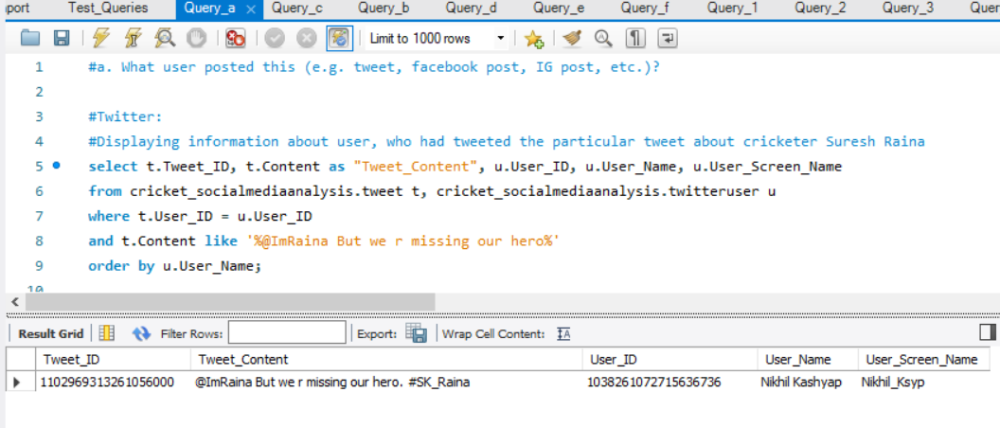 port Test_Queries Query_a × Query_c Query_b Query_d Query_e Query_f Query_1 Query_2 Query_3
Limit to 1000 rows
1 #a. What user posted this (e.g. tweet, facebook post, IG post, etc.)?
2
3 #Twitter:
4 #Displaying information about user, who had tweeted the particular tweet about cricketer Suresh Raina
5 select t.Tweet_ID, t.Content as "Tweet_Content", u.User_ID, u.User_Name, u.User_Screen_Name
6 from cricket_socialmediaanalysis.tweet t, cricket_socialmediaanalysis.twitteruser u
7 where t.User_ID = u.User_ID
8 and t.Content like '%@ImRaina But we r missing our hero%'
9 order by u.User_Name;
10
Result Grid Filter Rows: Export: Wrap Cell Content:
Tweet_ID Tweet_Content User_ID User_Name User_Screen_Name
1102969313261056000 @ImRaina But we r missing our hero. #SK_Raina 1038261072715636736 Nikhil Kashyap Nikhil_Ksyp